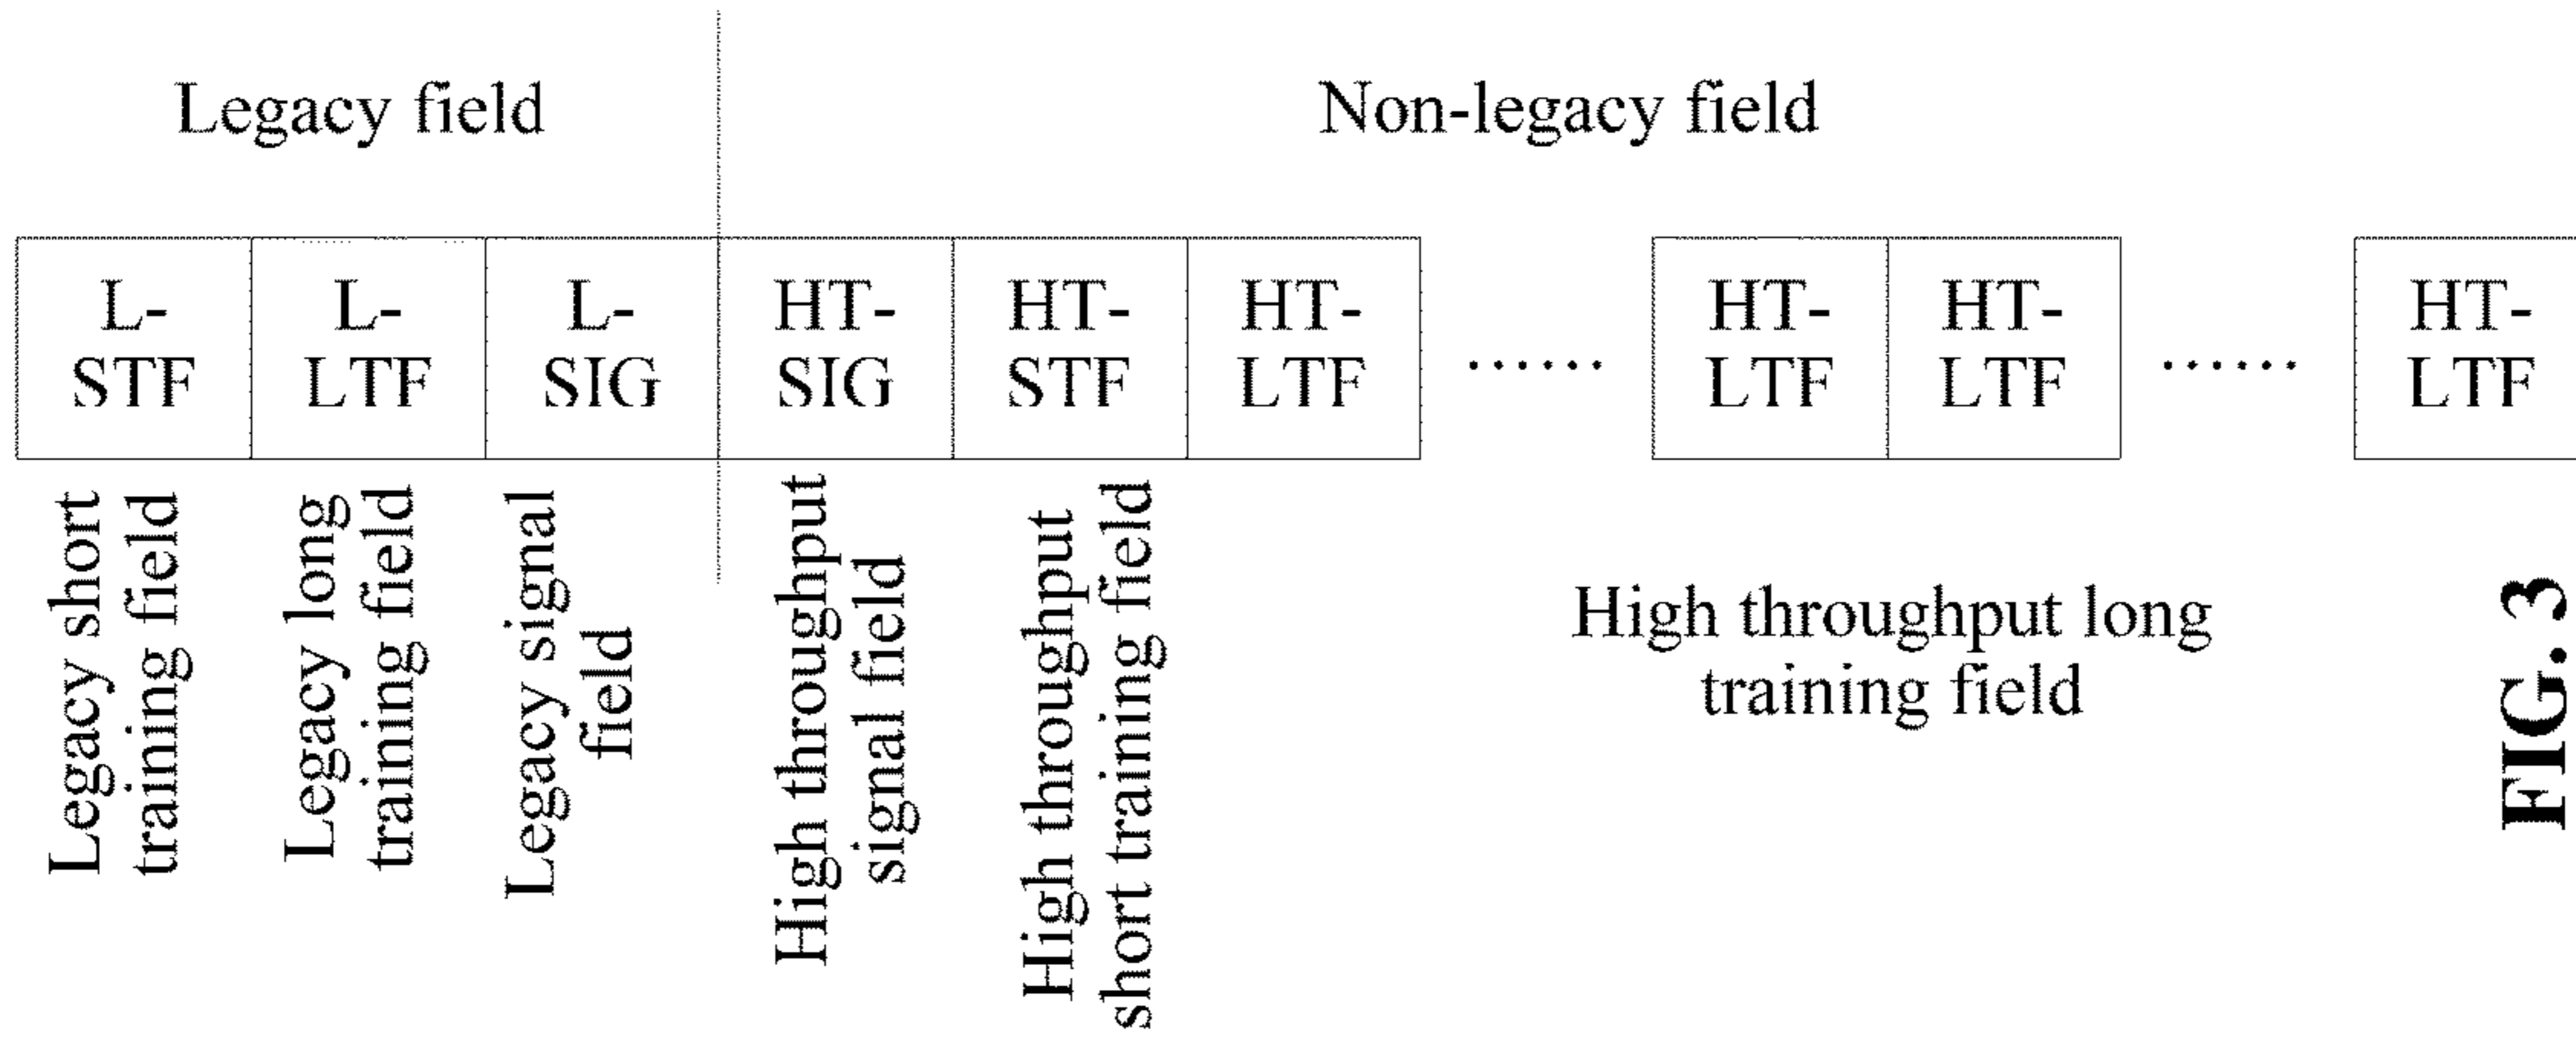 Legacy field
Non-legacy field
L-
STF
L-
LTF
L-
SIG
HT-
SIG
HT-
STF
HT-
LTF
......
HT-
LTF
HT-
LTF
......
HT-
LTF
Legacy short
training field
Legacy long
training field
Legacy signal
field
High throughput
signal field
High throughput
short training field
High throughput long
training field
FIG. 3